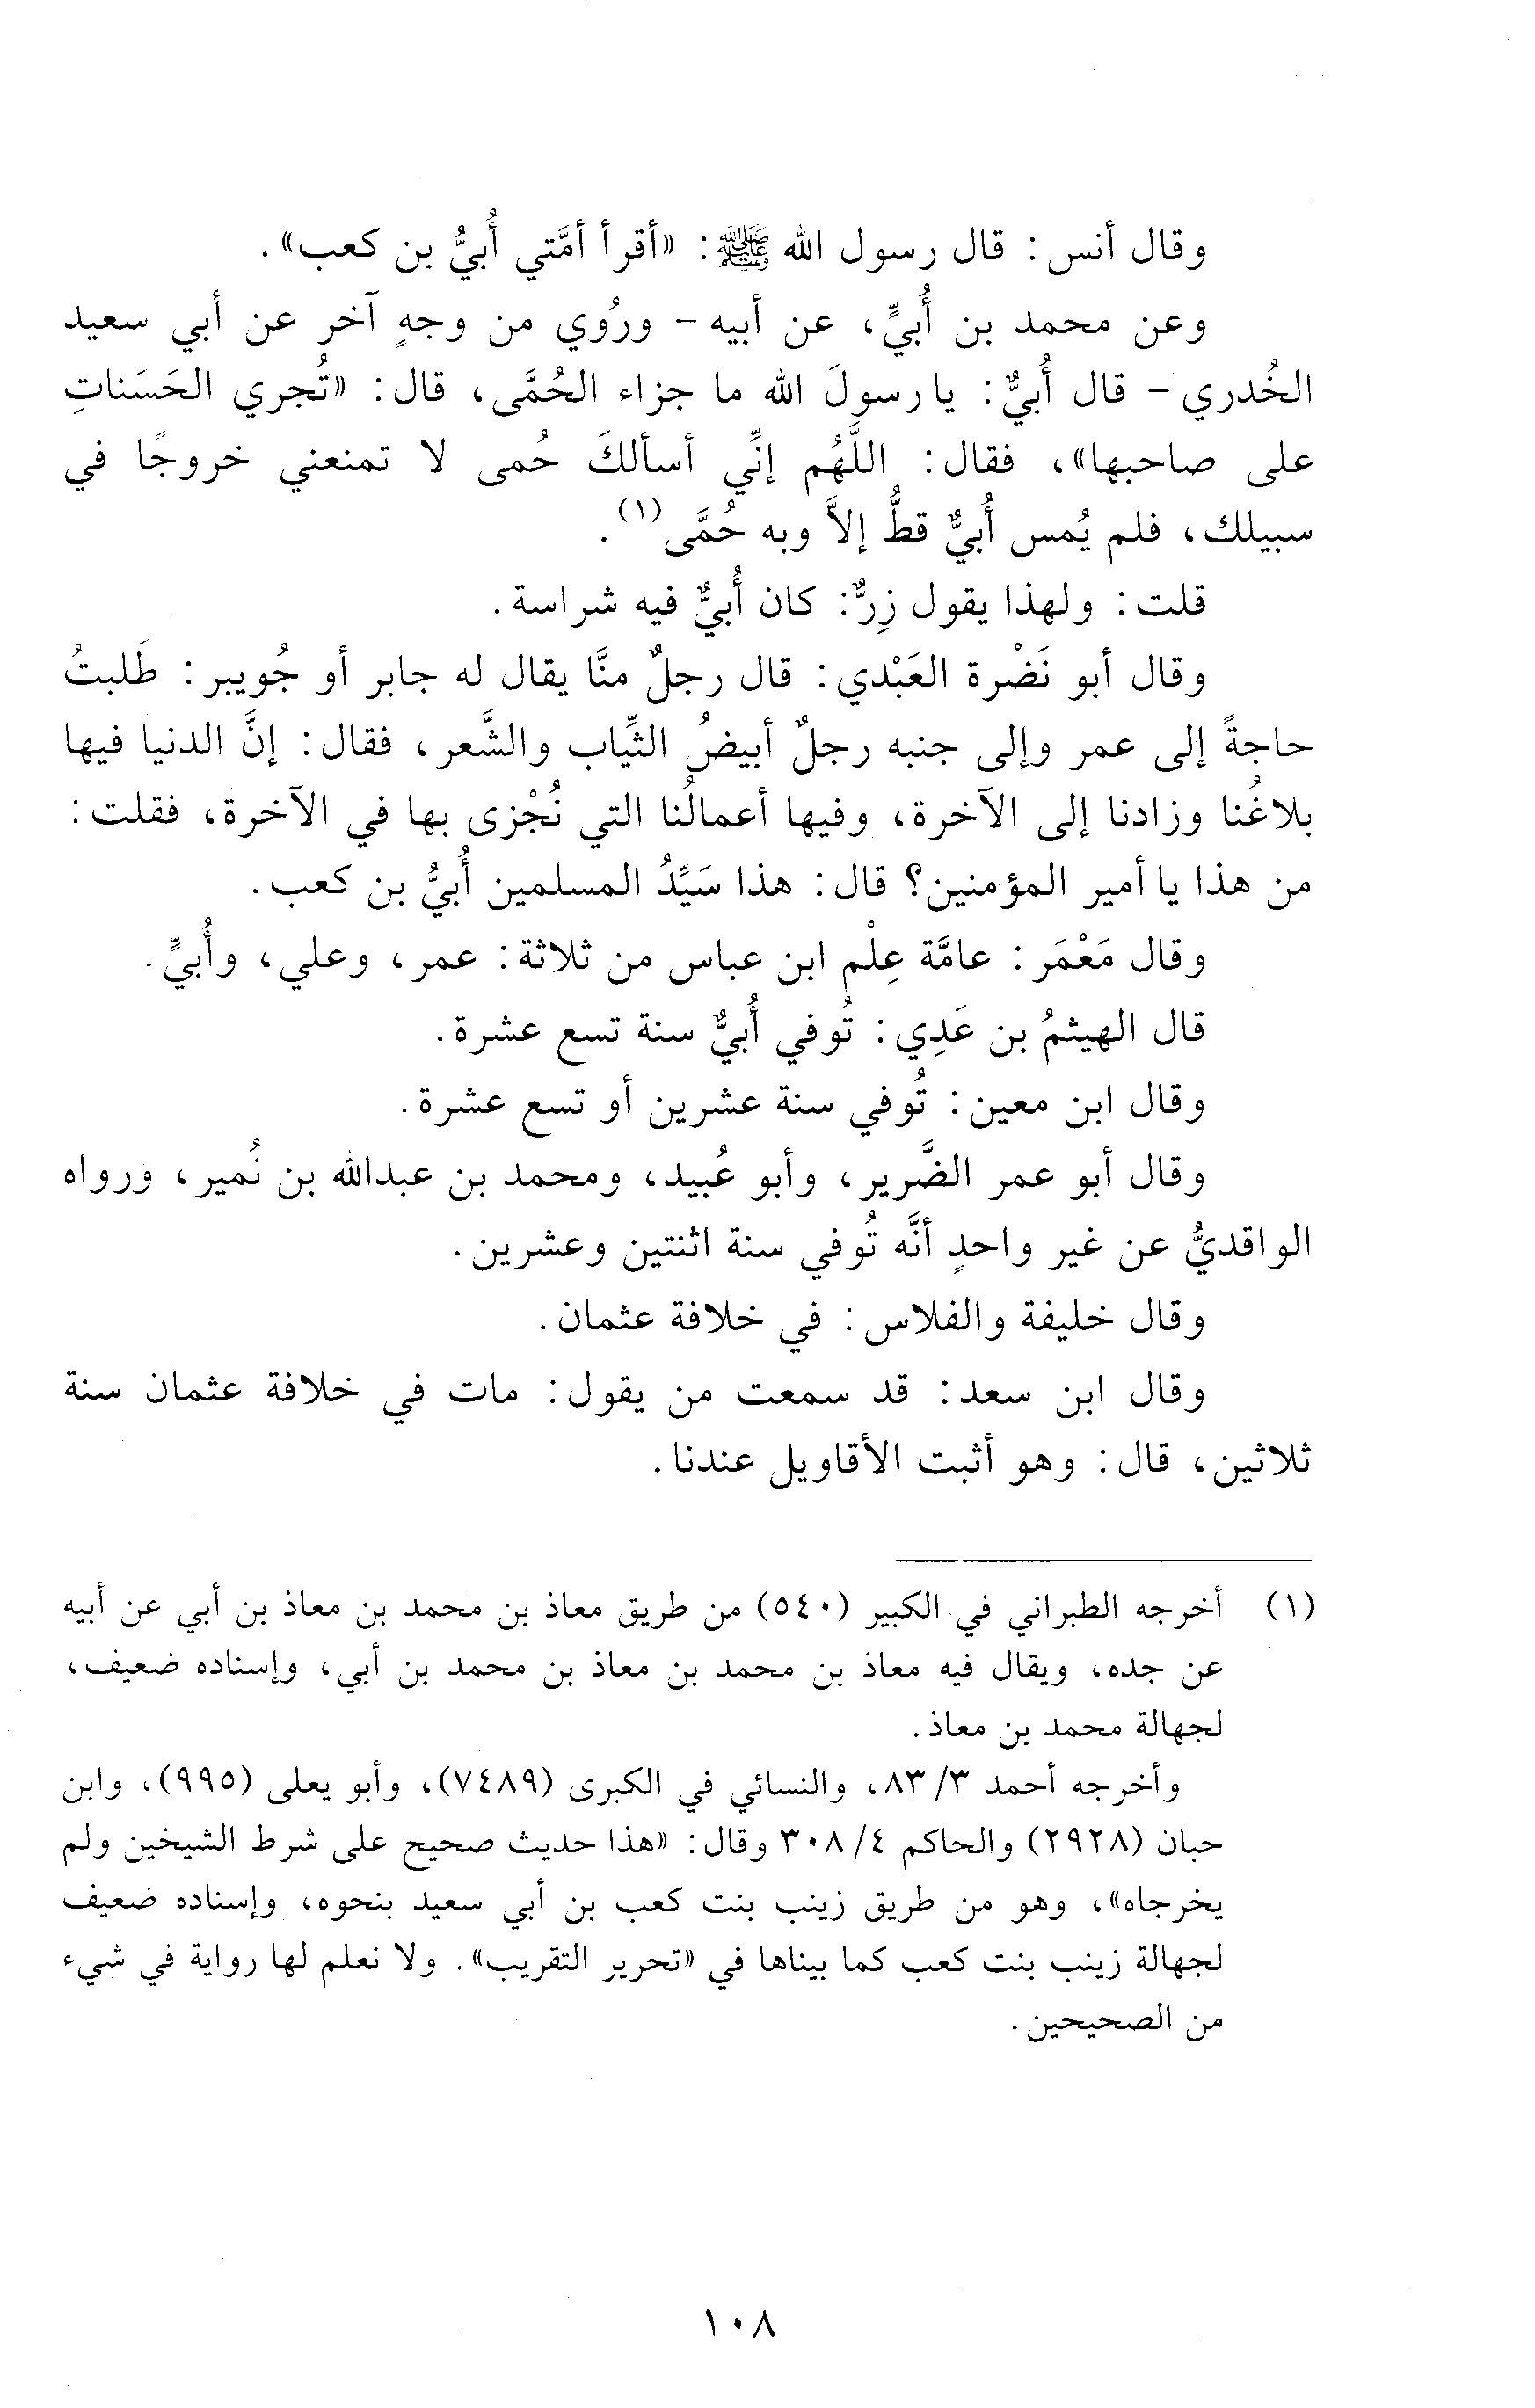 وقال أنس: قال رسول الله ﷺ: «أقرأ أمَّتي أُبيُّ بن كعب».
وعن محمد بن أُبيٍّ، عن أبيه - ورُوي من وجهٍ آخر عن أبي سعيد
الخُدري - قال أُبيٌّ: يا رسولَ الله ما جزاء الحُمَّى، قال: «تُجري الحَسَناتِ
على صاحبها»، فقال: اللَّهُم إنِّي أسألكَ حُمى لا تمنعني خروجًا في
سبيلك، فلم يُمس أُبيٌّ قطُّ إلاَّ وبه حُمَّى(١).
قلت: ولهذا يقول زِرٌّ: كان أُبيٌّ فيه شراسة.
وقال أبو نَضْرة العَبْدي: قال رجلٌ منَّا يقال له جابر أو جُويبر: طَلبتُ
حاجةً إلى عمر وإلى جنبه رجلٌ أبيضُ الثِّياب والشَّعر، فقال: إنَّ الدنيا فيها
بلاغُنا وزادنا إلى الآخرة، وفيها أعمالُنا التي نُجْزى بها في الآخرة، فقلت:
من هذا يا أمير المؤمنين؟ قال: هذا سَيِّدُ المسلمين أُبيُّ بن كعب.
وقال مَعْمَر: عامَّة عِلْم ابن عباس من ثلاثة: عمر، وعلي، وأُبيٍّ.
قال الهيثمُ بن عَدِي: تُوفي أُبيٌّ سنة تسع عشرة.
وقال ابن معين: تُوفي سنة عشرين أو تسع عشرة.
وقال أبو عمر الضَّرير، وأبو عُبيد، ومحمد بن عبدالله بن نُمير، ورواه
الواقديُّ عن غير واحدٍ أنَّه تُوفي سنة اثنتين وعشرين.
وقال خليفة والفلاس: في خلافة عثمان.
وقال ابن سعد: قد سمعت من يقول: مات في خلافة عثمان سنة
ثلاثين، قال: وهو أثبت الأقاويل عندنا.
(١) أخرجه الطبراني في الكبير (٥٤٠) من طريق معاذ بن محمد بن معاذ بن أبي عن أبيه
عن جده، ويقال فيه معاذ بن محمد بن معاذ بن محمد بن أبي، وإسناده ضعيف،
لجهالة محمد بن معاذ.
وأخرجه أحمد ٣/ ٨٣، والنسائي في الكبرى (٧٤٨٩)، وأبو يعلى (٩٩٥)، وابن
حبان (٢٩٢٨) والحاكم ٤/ ٣٠٨ وقال: «هذا حديث صحيح على شرط الشيخين ولم
يخرجاه»، وهو من طريق زينب بنت كعب بن أبي سعيد بنحوه، وإسناده ضعيف
لجهالة زينب بنت كعب كما بيناها في «تحرير التقريب». ولا نعلم لها رواية في شيء
من الصحيحين.
١٠٨